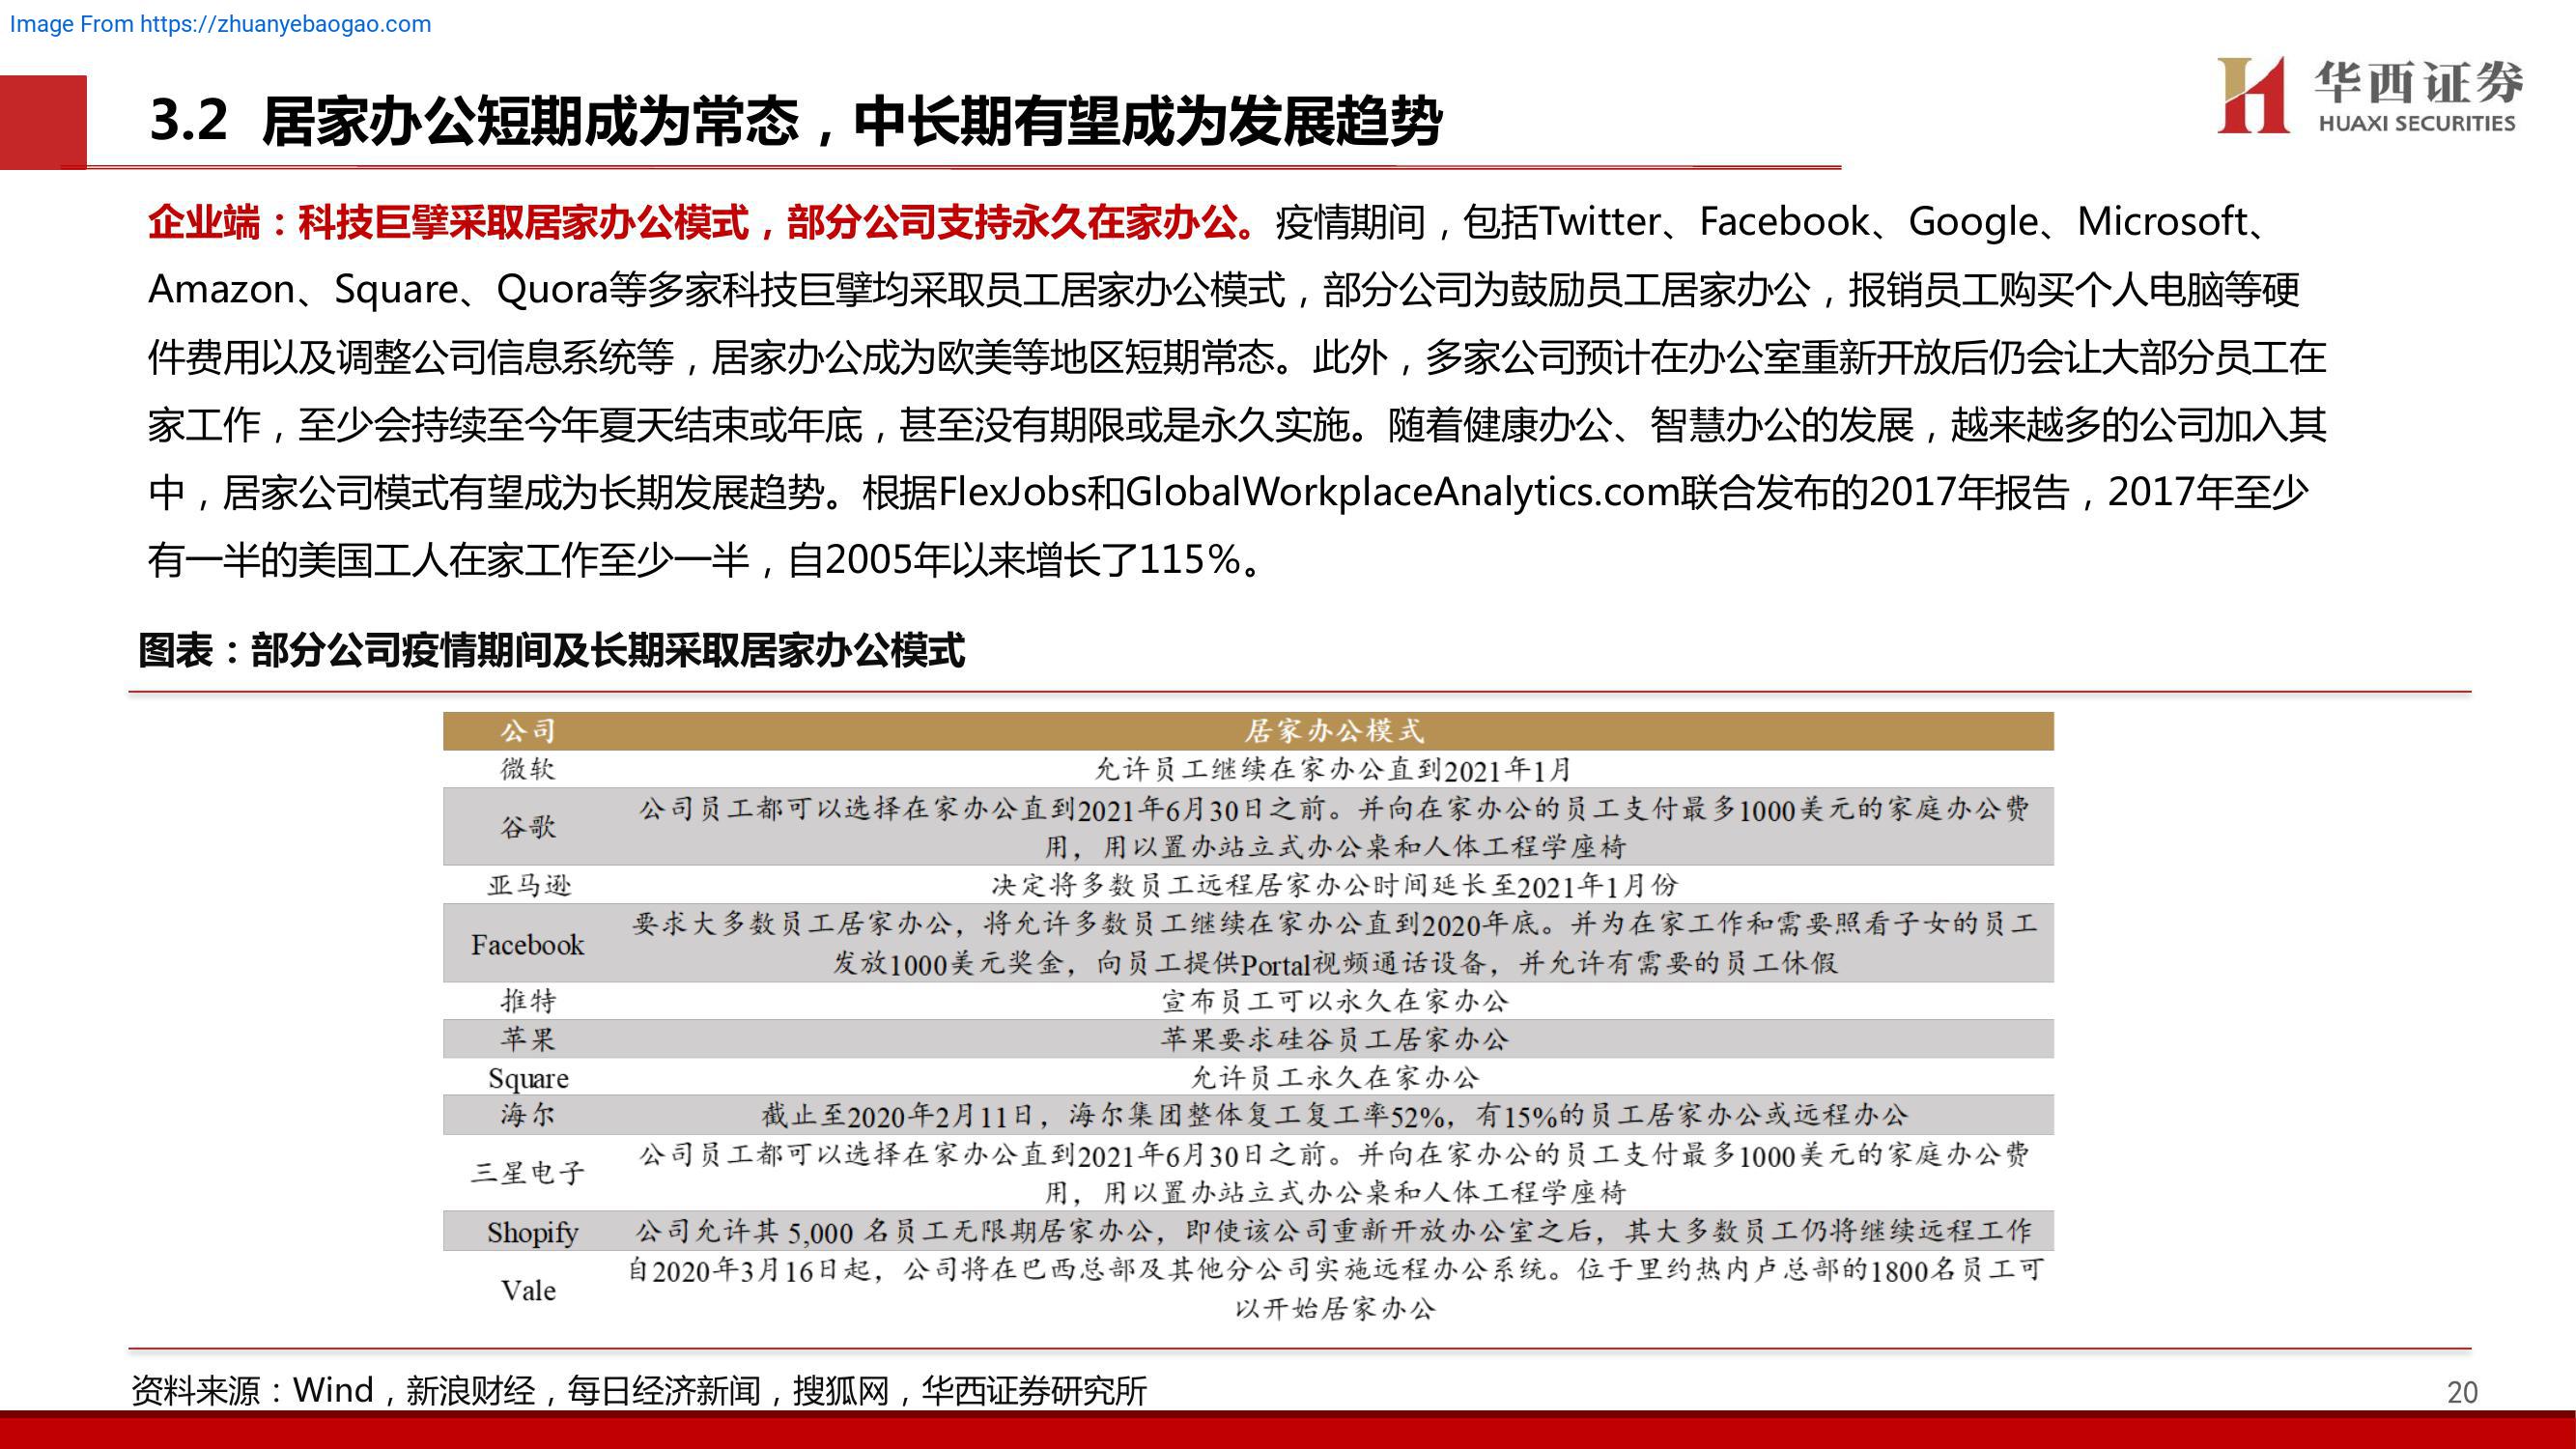 Image From https://zhuanyebaogao.com
华西证券
HUAXI SECURITIES
3.2 居家办公短期成为常态，中长期有望成为发展趋势
企业端：科技巨擘采取居家办公模式，部分公司支持永久在家办公。疫情期间，包括Twitter、Facebook、Google、Microsoft、
Amazon、Square、Quora等多家科技巨擘均采取员工居家办公模式，部分公司为鼓励员工居家办公，报销员工购买个人电脑等硬
件费用以及调整公司信息系统等，居家办公成为欧美等地区短期常态。此外，多家公司预计在办公室重新开放后仍会让大部分员工在
家工作，至少会持续至今年夏天结束或年底，甚至没有期限或是永久实施。随着健康办公、智慧办公的发展，越来越多的公司加入其
中，居家公司模式有望成为长期发展趋势。根据FlexJobs和GlobalWorkplaceAnalytics.com联合发布的2017年报告，2017年至少
有一半的美国工人在家工作至少一半，自2005年以来增长了115%。
图表：部分公司疫情期间及长期采取居家办公模式
公司 居家办公模式
微软 允许员工继续在家办公直到2021年1月
谷歌 公司员工都可以选择在家办公直到2021年6月30日之前。并向在家办公的员工支付最多1000美元的家庭办公费
用，用以置办站立式办公桌和人体工程学座椅
亚马逊 决定将多数员工远程居家办公时间延长至2021年1月份
Facebook 要求大多数员工居家办公，将允许多数员工继续在家办公直到2020年底。并为在家工作和需要照看子女的员工
发放1000美元奖金，向员工提供Portal视频通话设备，并允许有需要的员工休假
推特 宣布员工可以永久在家办公
苹果 苹果要求硅谷员工居家办公
Square 允许员工永久在家办公
海尔 截止至2020年2月11日，海尔集团整体复工复工率52%，有15%的员工居家办公或远程办公
三星电子 公司员工都可以选择在家办公直到2021年6月30日之前。并向在家办公的员工支付最多1000美元的家庭办公费
用，用以置办站立式办公桌和人体工程学座椅
Shopify 公司允许其 5,000 名员工无限期居家办公，即使该公司重新开放办公室之后，其大多数员工仍将继续远程工作
Vale 自2020年3月16日起，公司将在巴西总部及其他分公司实施远程办公系统。位于里约热内卢总部的1800名员工可
以开始居家办公
资料来源：Wind，新浪财经，每日经济新闻，搜狐网，华西证券研究所
20